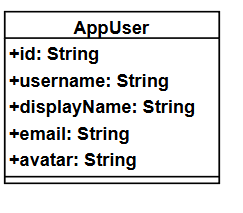 AppUser
+id: String
+username: String
+displayName: String
+email: String
+avatar: String